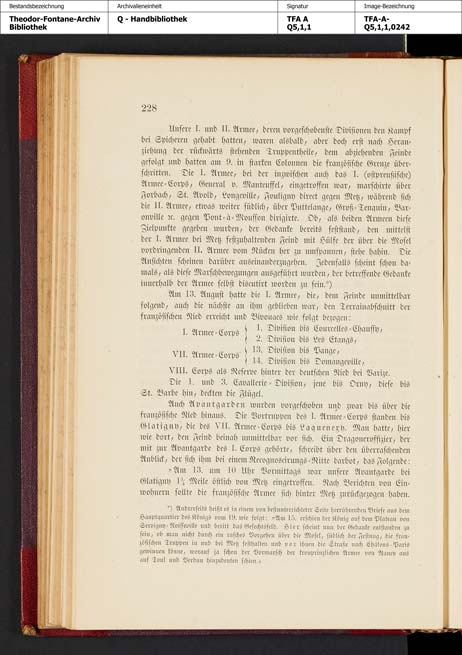 Bestandsbezeichnung
Archivalieneinheit
Signatur
Image-Bezeichnung
Theodor-Fontane-Archiv
Bibliothek
Q - Handbibliothek
TFA A
Q5,1,1
TFA-A-
Q5,1,1,0242
228
Unsere I. und II. Armee, deren vorgeschobenste Divisionen den Kampf
bei Spicheren gehabt hatten, waren alsbald, aber doch erst nach Heran-
ziehung der rückwärts stehenden Truppentheile, dem abziehenden Feinde
gefolgt und hatten am 9. in starken Colonnen die französische Grenze über-
schritten. Die I. Armee, bei der inzwischen auch das I. (ostpreußische)
Armee-Corps, General v. Manteuffel, eingetroffen war, marschirte über
Forbach, St. Avold, Longeville, Fouligny direct gegen Metz, während sich
die II. Armee, etwas weiter südlich, über Puttelange, Groß-Tenquin, Bar-
onville ꝛc. gegen Pont-à-Mousson dirigirte. Ob, als beiden Armeen diese
Zielpunkte gegeben wurden, der Gedanke bereits feststand, den mittelst
der I. Armee bei Metz festzuhaltenden Feind mit Hülfe der über die Mosel
vordringenden II. Armee vom Rücken her zu umfassen, stehe dahin. Die
Ansichten scheinen darüber auseinanderzugehen. Jedenfalls scheint schon da-
mals, als diese Marschbewegungen ausgeführt wurden, der betreffende Gedanke
innerhalb der Armee selbst discutirt worden zu sein.*)
Am 13. August hatte die I. Armee, die, dem Feinde unmittelbar
folgend, auch die nächste an ihm geblieben war, den Terrainabschnitt der
französischen Nied erreicht und Bivouacs wie folgt bezogen:
I. Armee-Corps
1. Division bis Courcelles-Chaussy,
2. Division bis Les Etangs,
VII. Armee-Corps
13. Division bis Pange,
14. Division bis Domangeville,
VIII. Corps als Reserve hinter der deutschen Nied bei Varize.
Die 1. und 3. Cavallerie-Division, jene bis Orny, diese bis
St. Barbe hin, deckten die Flügel.
Auch Avantgarden wurden vorgeschoben und zwar bis über die
französische Nied hinaus. Die Vortruppen des I. Armee-Corps standen bis
Glatigny, die des VII. Armee-Corps bis Laquenexy. Man hatte, hier
wie dort, den Feind beinah unmittelbar vor sich. Ein Dragoneroffizier, der
mit zur Avantgarde des I. Corps gehörte, schreibt über den überraschenden
Anblick, der sich ihm bei einem Recognoscirungs-Ritte darbot, das Folgende:
»Am 13. um 10 Uhr Vormittags war unsere Avantgarde bei
Glatigny 1½ Meile östlich von Metz eingetroffen. Nach Berichten von Ein-
wohnern sollte die französische Armee sich hinter Metz zurückgezogen haben.
*) Andrerseits heißt es in einem von bestunterrichteter Seite herrührenden Briefe aus dem
Hauptquartier des Königs vom 19. wie folgt: »Am 15. erschien der König auf dem Plateau von
Servigny-Noisseville und beritt das Gefechtsfeld. Hier scheint nun der Gedanke entstanden zu
sein, ob man nicht durch ein rasches Vorgehen über die Mosel, südlich der Festung, die fran-
zösischen Truppen in und bei Metz festhalten und vor ihnen die Straße nach Châlons-Paris
gewinnen könne, worauf ja schon der Vormarsch der kronprinzlichen Armee von Nancy aus
auf Toul und Verdun hinzudeuten schien.«